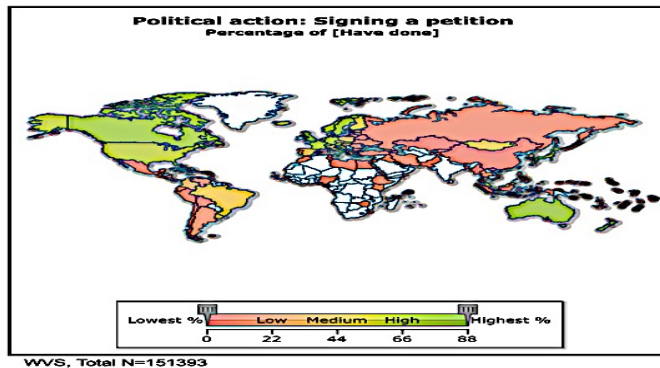 Political action: Signing a petition
Percentage of [Have done]
Lowest % Low Medium High Highest %
0 22 44 66 88
WVS, Total N=151393